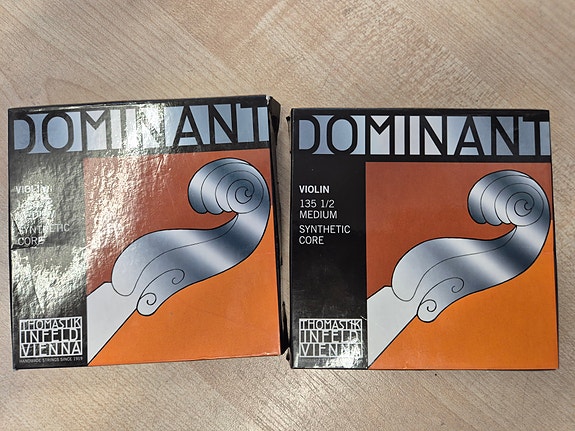 DOMINANT
VIOLIN
MEDIUM
SYNTHETIC
CORE
THOMASTIK
INFELD
VIENNA
HANDMADE STRINGS SINCE 1919
DOMINANT
VIOLIN
135 1/2
MEDIUM
SYNTHETIC
CORE
THOMASTIK
INFELD
VIENNA